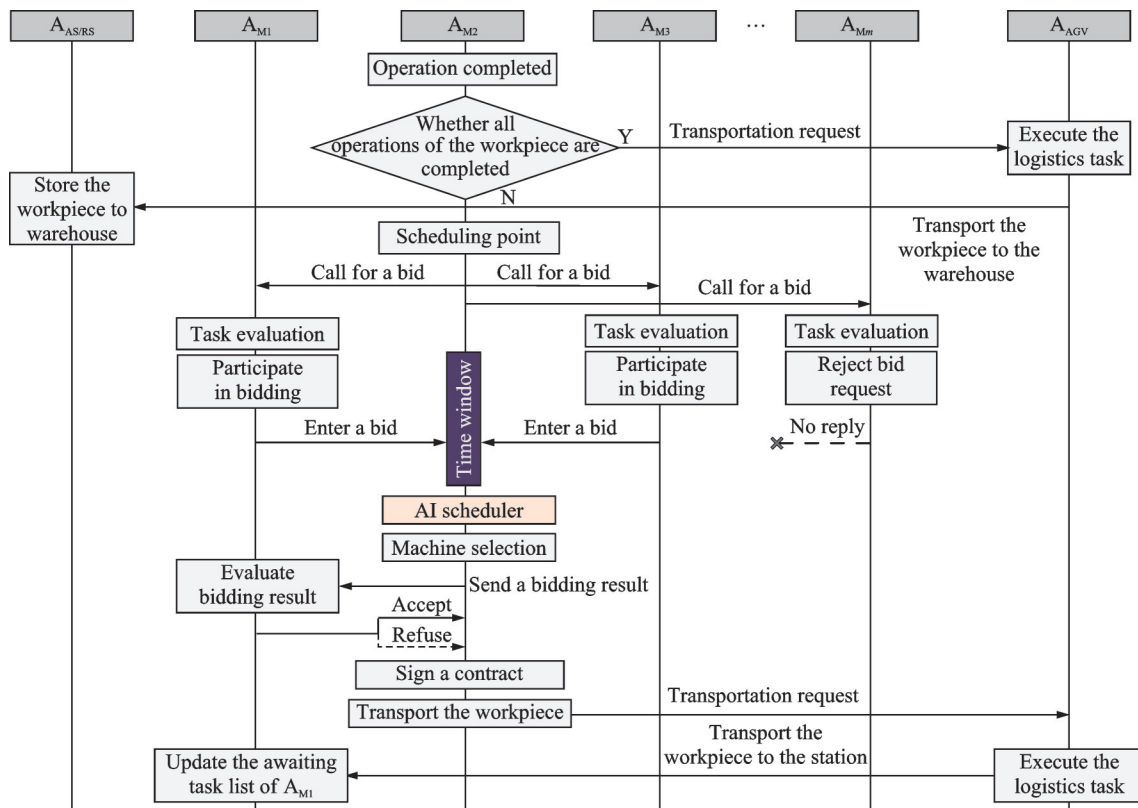 A_AS/RS A_M1 A_M2 A_M3 … A_Mm A_AGV
Operation completed
Whether all
operations of the workpiece are
completed
Y
Transportation request
Execute the
logistics task
N
Store the
workpiece to
warehouse
Transport the
workpiece to the
warehouse
Scheduling point
Call for a bid
Call for a bid
Call for a bid
Task evaluation
Task evaluation
Task evaluation
Participate
in bidding
Time window
Participate
in bidding
Reject bid
request
Enter a bid
Enter a bid
No reply
AI scheduler
Machine selection
Evaluate
bidding result
Send a bidding result
Accept
Refuse
Sign a contract
Transport the workpiece
Transportation request
Transport the
workpiece to the station
Update the awaiting
task list of A_M1
Execute the
logistics task